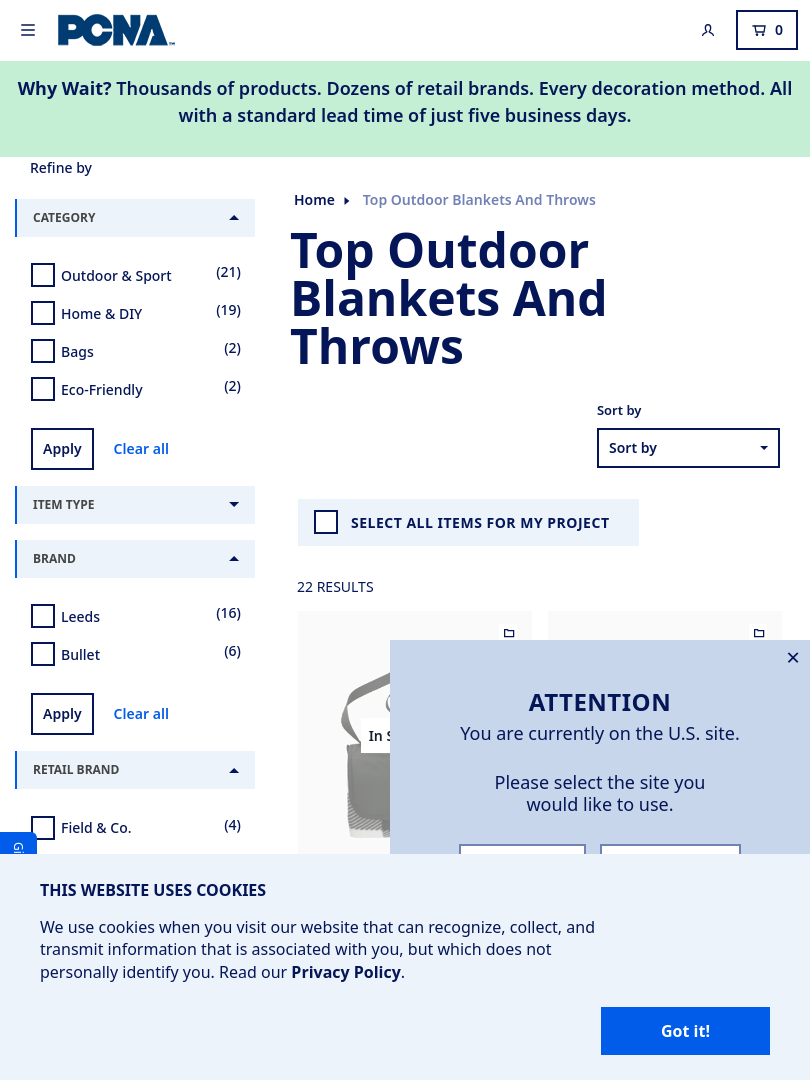 PCNA
0
Why Wait? Thousands of products. Dozens of retail brands. Every decoration method. All
with a standard lead time of just five business days.
Refine by
CATEGORY
Outdoor & Sport (21)
Home & DIY (19)
Bags (2)
Eco-Friendly (2)
Apply Clear all
ITEM TYPE
BRAND
Leeds (16)
Bullet (6)
Apply Clear all
RETAIL BRAND
Field & Co. (4)
Home Top Outdoor Blankets And Throws
Top Outdoor
Blankets And
Throws
Sort by
Sort by
SELECT ALL ITEMS FOR MY PROJECT
22 RESULTS
In
ATTENTION
You are currently on the U.S. site.
Please select the site you
would like to use.
THIS WEBSITE USES COOKIES
We use cookies when you visit our website that can recognize, collect, and
transmit information that is associated with you, but which does not
personally identify you. Read our Privacy Policy.
Got it!